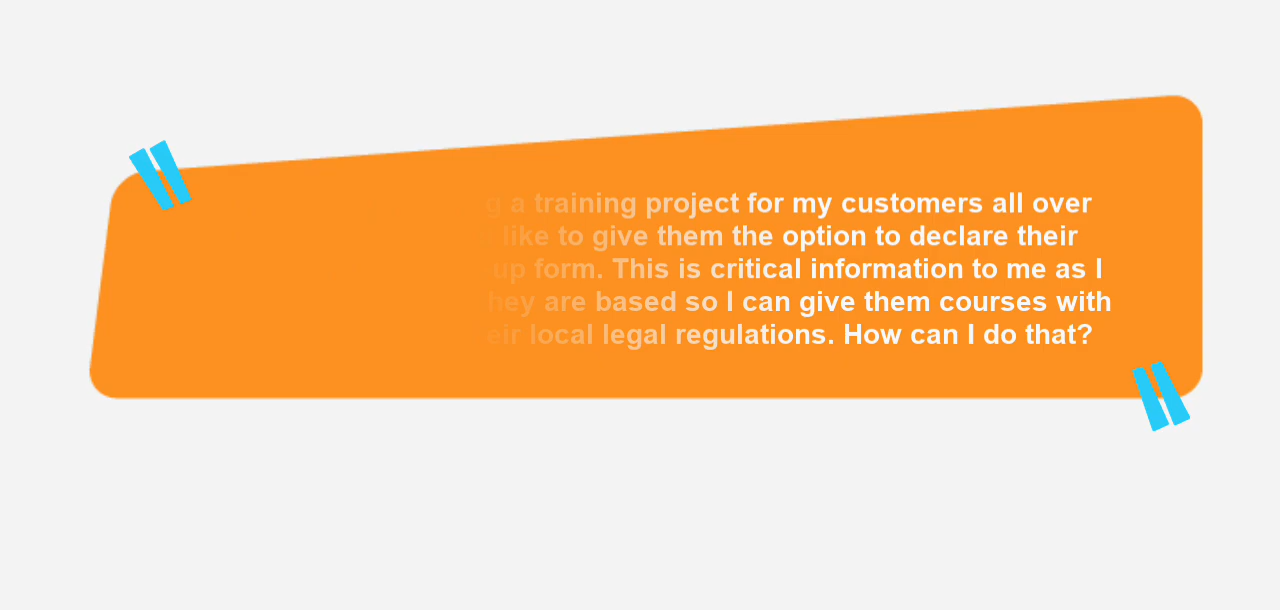 g a training project for my customers all over
like to give them the option to declare their
up form. This is critical information to me as I
hey are based so I can give them courses with
eir local legal regulations. How can I do that?